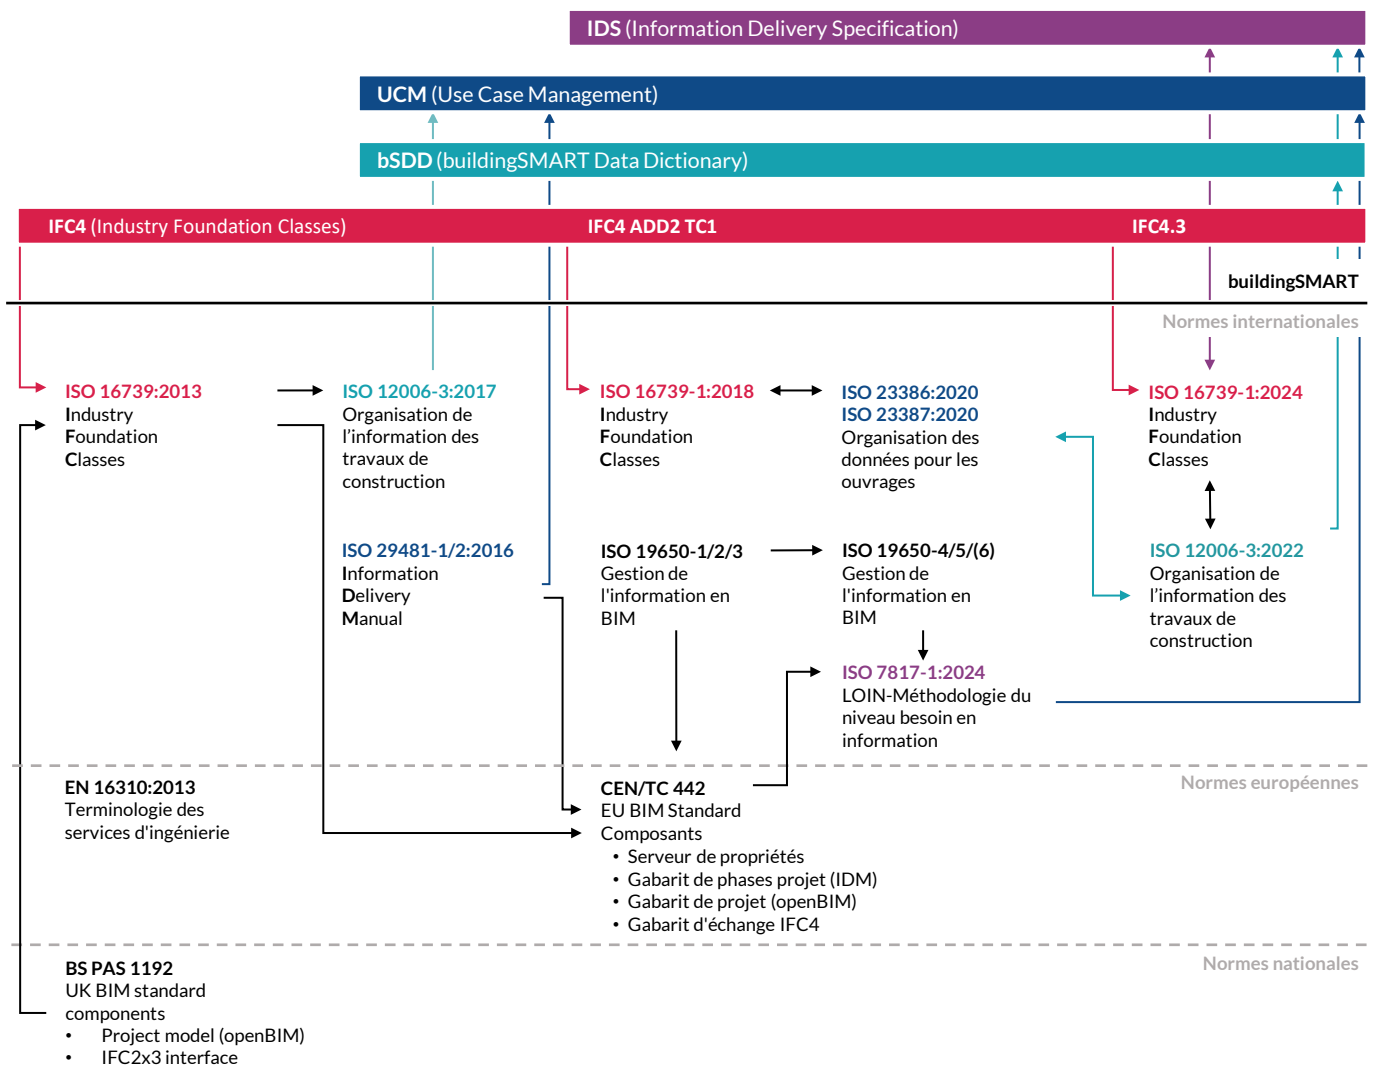 IDS (Information Delivery Specification)
UCM (Use Case Management)
bSDD (buildingSMART Data Dictionary)
IFC4 (Industry Foundation Classes)
IFC4 ADD2 TC1
IFC4.3
buildingSMART
Normes internationales
ISO 16739:2013
Industry
Foundation
Classes
ISO 12006-3:2017
Organisation de
l’information des
travaux de
construction
ISO 16739-1:2018
Industry
Foundation
Classes
ISO 23386:2020
ISO 23387:2020
Organisation des
données pour les
ouvrages
ISO 16739-1:2024
Industry
Foundation
Classes
ISO 29481-1/2:2016
Information
Delivery
Manual
ISO 19650-1/2/3
Gestion de
l'information en
BIM
ISO 19650-4/5/(6)
Gestion de
l'information en
BIM
ISO 12006-3:2022
Organisation de
l’information des
travaux de
construction
ISO 7817-1:2024
LOIN-Méthodologie du
niveau besoin en
information
Normes européennes
EN 16310:2013
Terminologie des
services d'ingénierie
CEN/TC 442
EU BIM Standard
Composants
• Serveur de propriétés
• Gabarit de phases projet (IDM)
• Gabarit de projet (openBIM)
• Gabarit d'échange IFC4
Normes nationales
BS PAS 1192
UK BIM standard
components
• Project model (openBIM)
• IFC2x3 interface